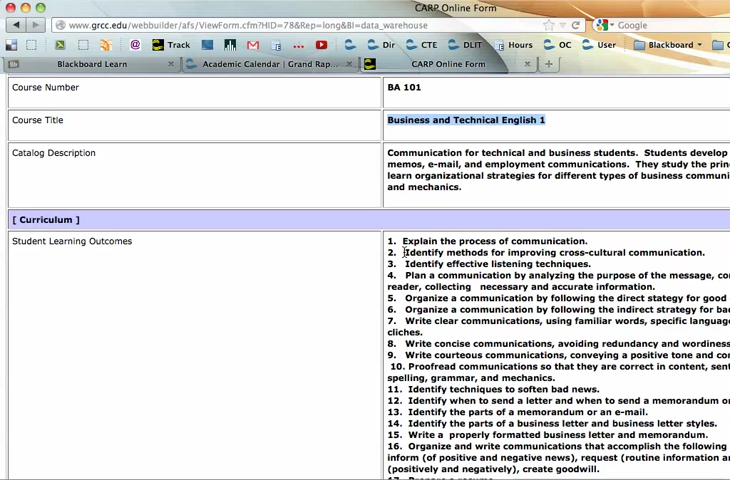 CARP Online Form
www.grcc.edu/webbuilder/afs/ViewForm.cfm?HID=78&Rep=long&BI=data_warehouse
Google
Track Dir CTE DLIT Hours OC User Blackboard
Blackboard Learn Academic Calendar | Grand Rap... CARP Online Form
Course Number BA 101
Course Title Business and Technical English 1
Catalog Description Communication for technical and business students. Students develop
memos, e-mail, and employment communications. They study the prin
learn organizational strategies for different types of business communi
and mechanics.
[ Curriculum ]
Student Learning Outcomes 1. Explain the process of communication.
2. Identify methods for improving cross-cultural communication.
3. Identify effective listening techniques.
4. Plan a communication by analyzing the purpose of the message, co
reader, collecting necessary and accurate information.
5. Organize a communication by following the direct stategy for good
6. Organize a communication by following the indirect strategy for ba
7. Write clear communications, using familiar words, specific language
cliches.
8. Write concise communications, avoiding redundancy and wordiness
9. Write courteous communications, conveying a positive tone and co
10. Proofread communications so that they are correct in content, sen
spelling, grammar, and mechanics.
11. Identify techniques to soften bad news.
12. Identify when to send a letter and when to send a memorandum o
13. Identify the parts of a memorandum or an e-mail.
14. Identify the parts of a business letter and business letter styles.
15. Write a properly formatted business letter and memorandum.
16. Organize and write communications that accomplish the following
inform (of positive and negative news), request (routine information an
(positively and negatively), create goodwill.